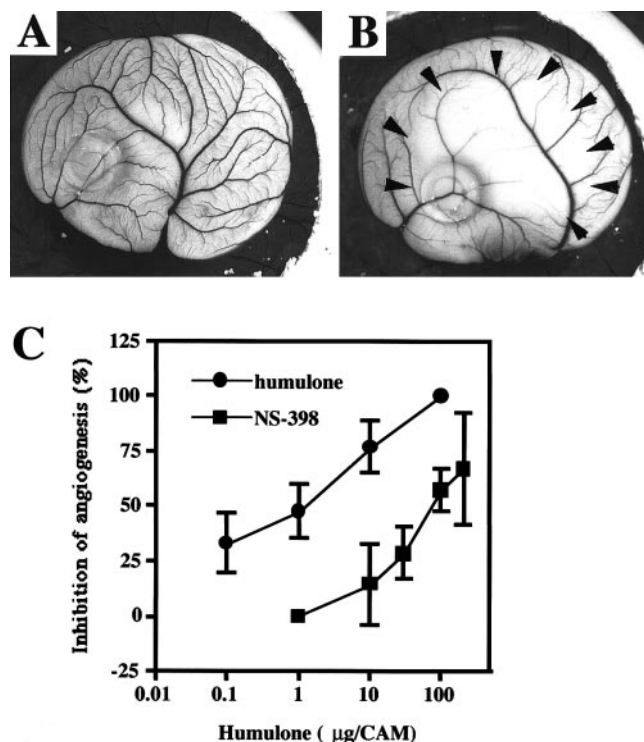 A
B
C
Inhibition of angiogenesis (%)
125
100
75
50
25
0
-25
humulone
NS-398
0.01
0.1
1
10
100
Humulone ( μg/CAM)